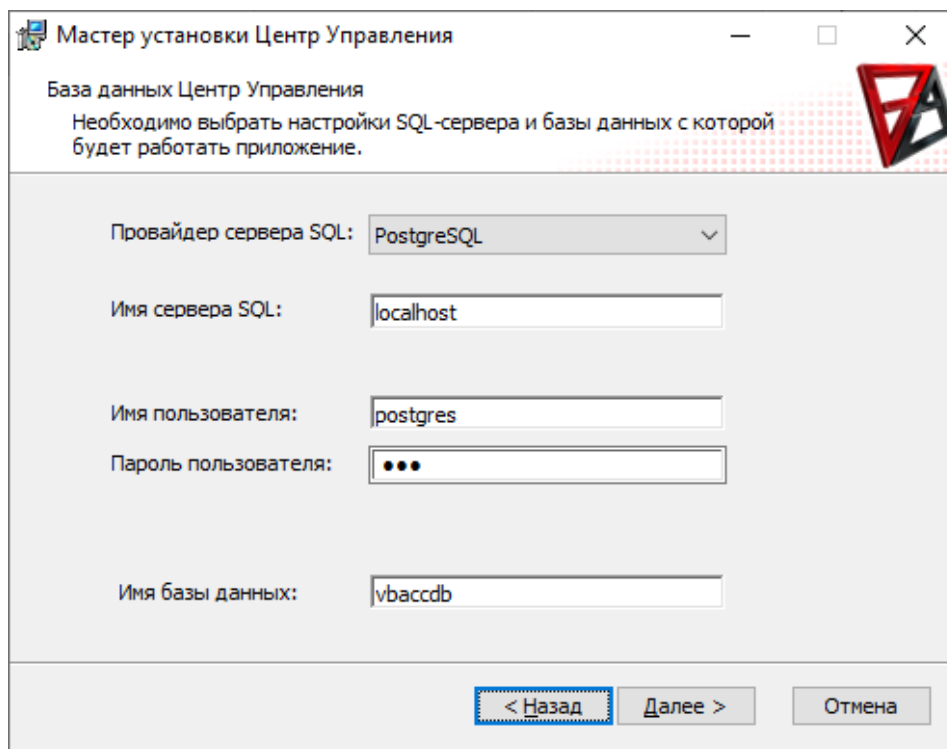 Мастер установки Центр Управления
База данных Центр Управления
Необходимо выбрать настройки SQL-сервера и базы данных с которой
будет работать приложение.
Провайдер сервера SQL: PostgreSQL
Имя сервера SQL: localhost
Имя пользователя: postgres
Пароль пользователя: ●●●
Имя базы данных: vbaccdb
< Назад Далее > Отмена